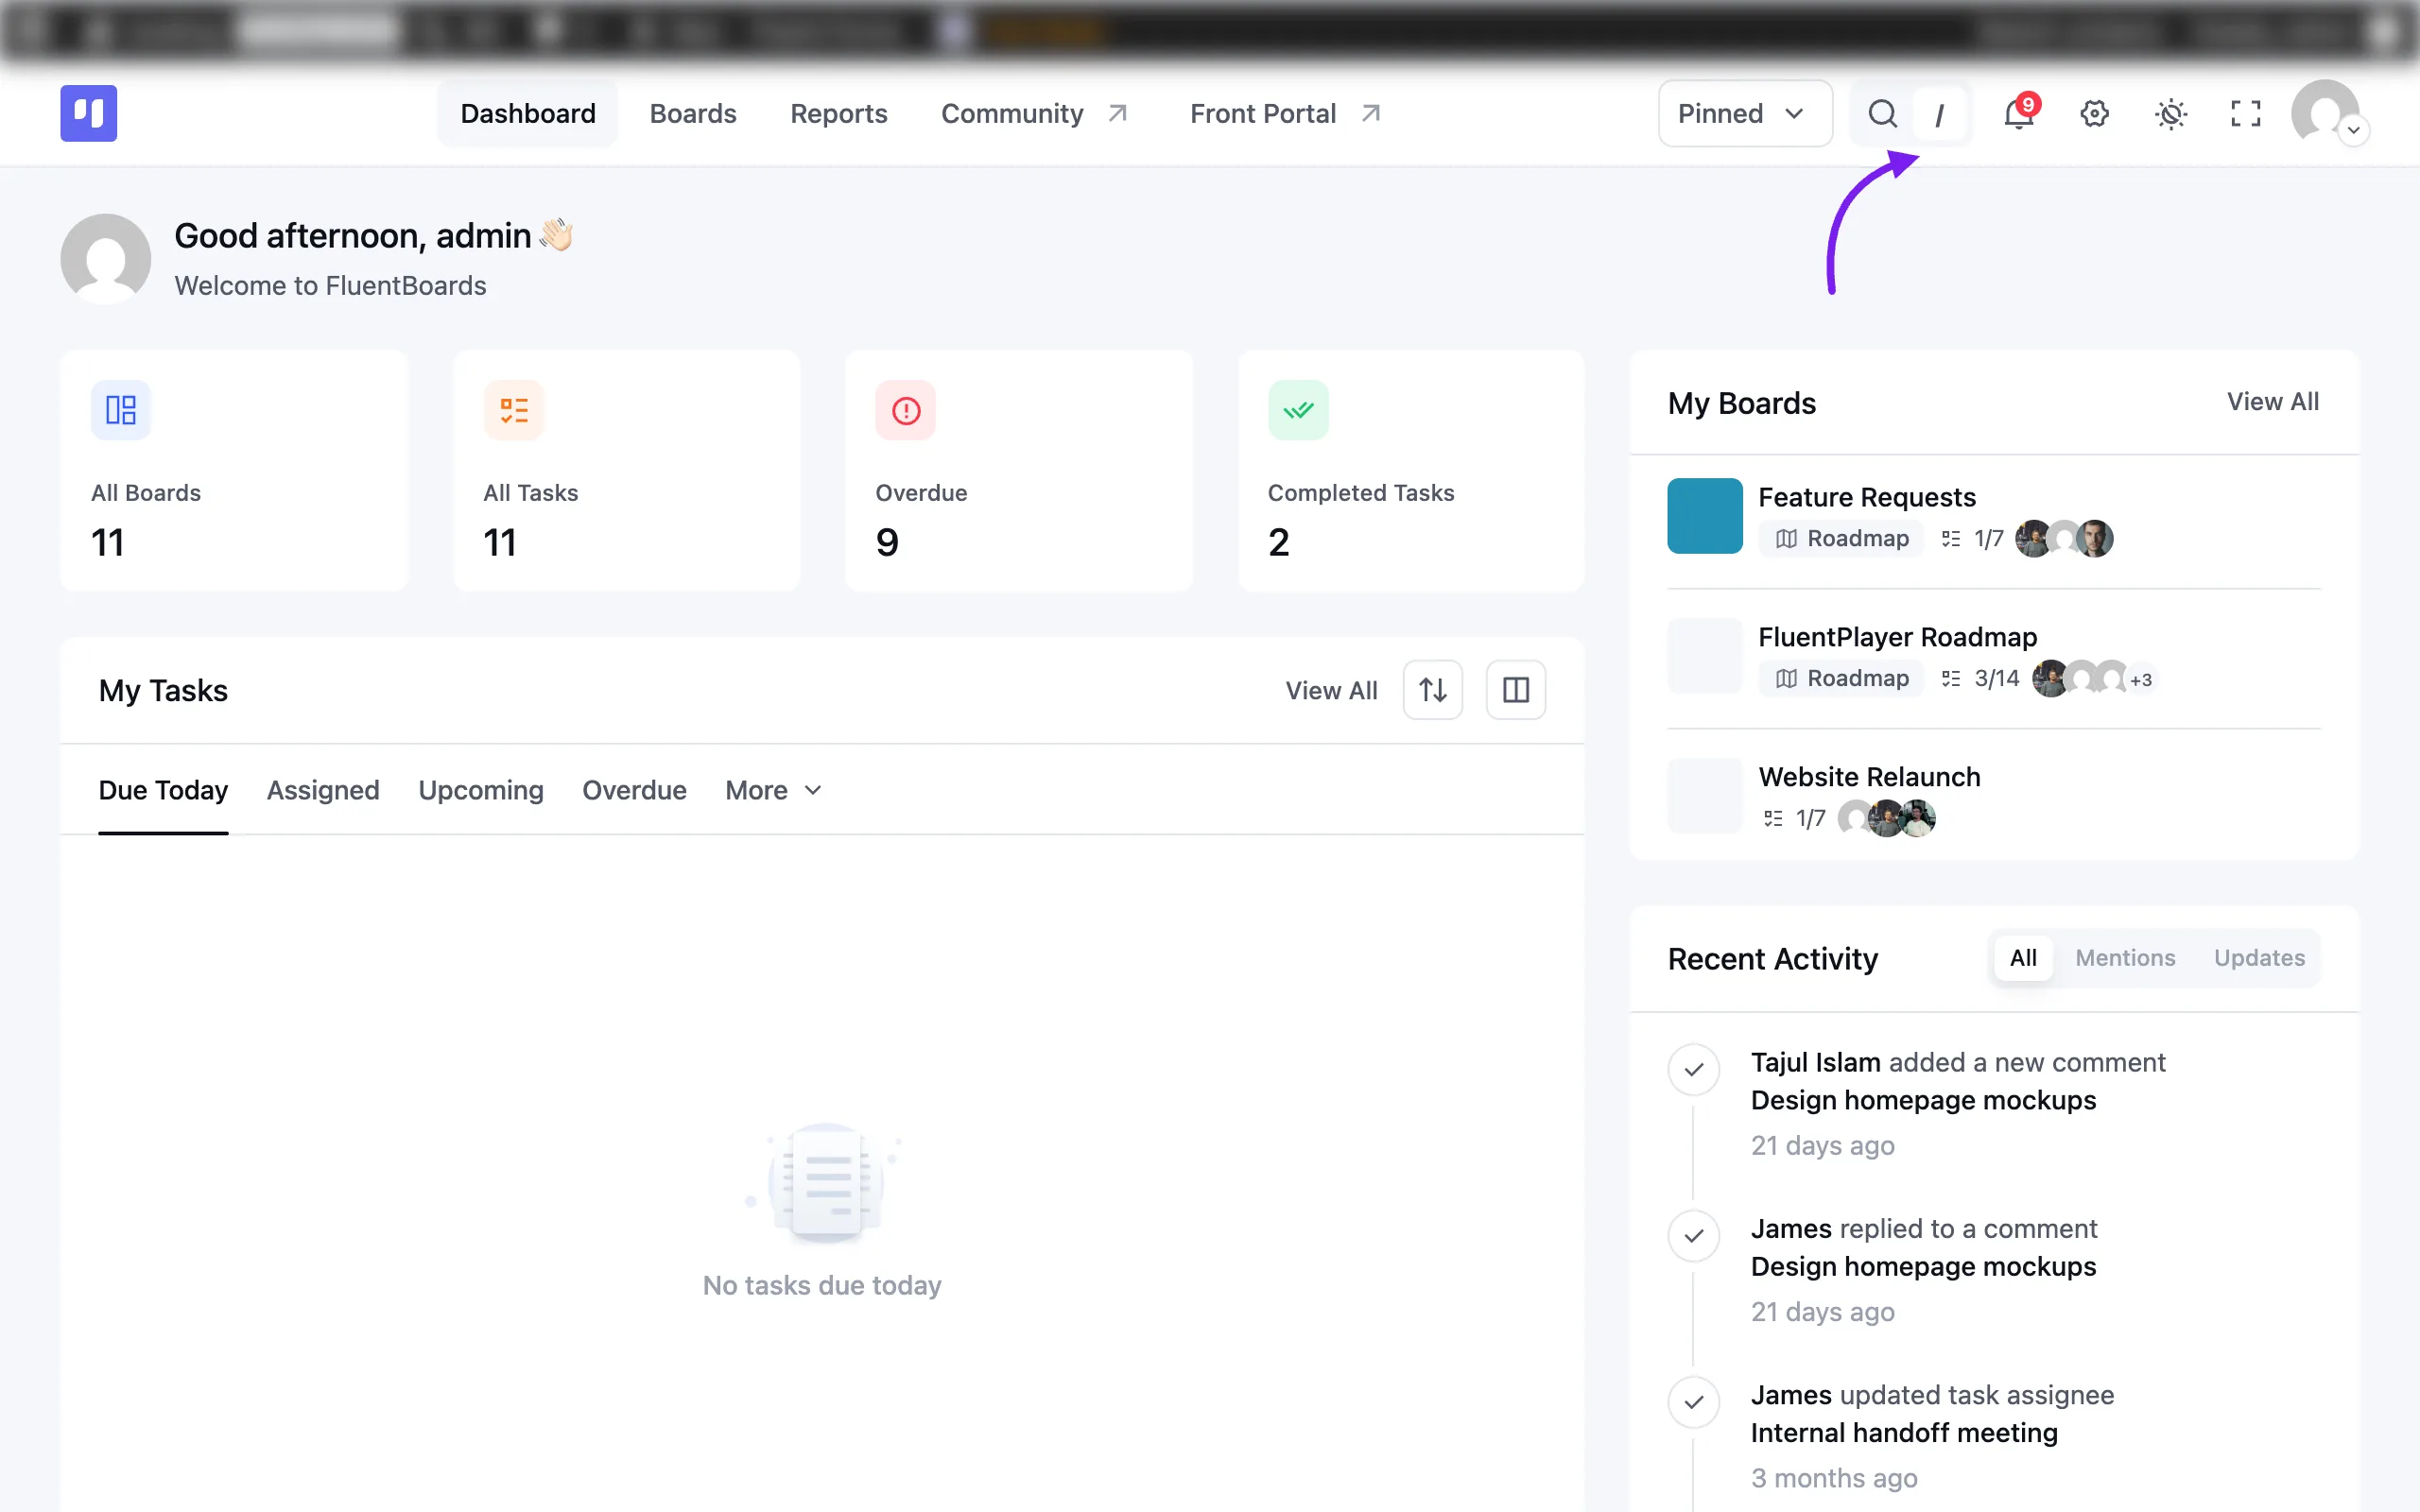 Dashboard
Boards
Reports
Community
Front Portal
Pinned
/
9
Good afternoon, admin 👋🏻
Welcome to FluentBoards
All Boards
11
All Tasks
11
Overdue
9
Completed Tasks
2
My Tasks
View All
Due Today
Assigned
Upcoming
Overdue
More
No tasks due today
My Boards
View All
Feature Requests
Roadmap
1/7
FluentPlayer Roadmap
Roadmap
3/14
+3
Website Relaunch
1/7
Recent Activity
All
Mentions
Updates
Tajul Islam added a new comment
Design homepage mockups
21 days ago
James replied to a comment
Design homepage mockups
21 days ago
James updated task assignee
Internal handoff meeting
3 months ago